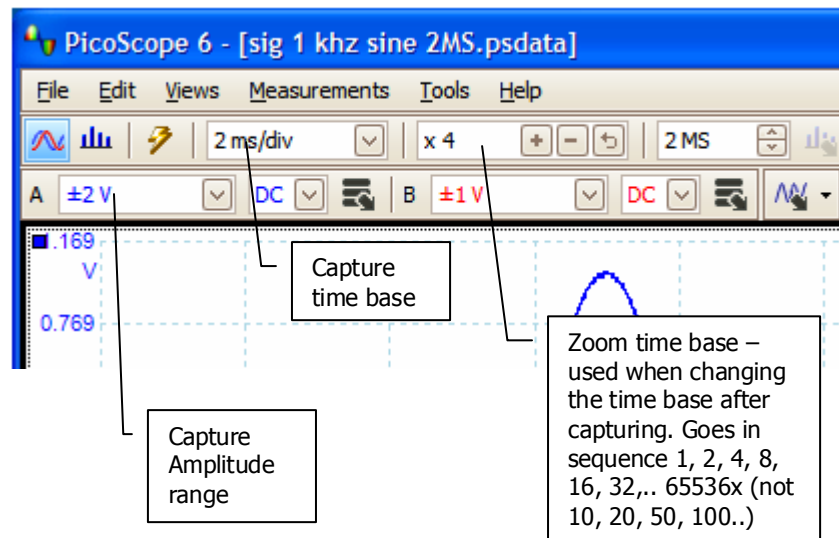 PicoScope 6 - [sig 1 khz sine 2MS.psdata]
File Edit Views Measurements Tools Help
2 ms/div x 4 2 MS
A ±2 V DC B ±1 V DC
1.169
V
0.769
Capture
time base
Zoom time base –
used when changing
the time base after
capturing. Goes in
sequence 1, 2, 4, 8,
16, 32,.. 65536x (not
10, 20, 50, 100..)
Capture
Amplitude
range